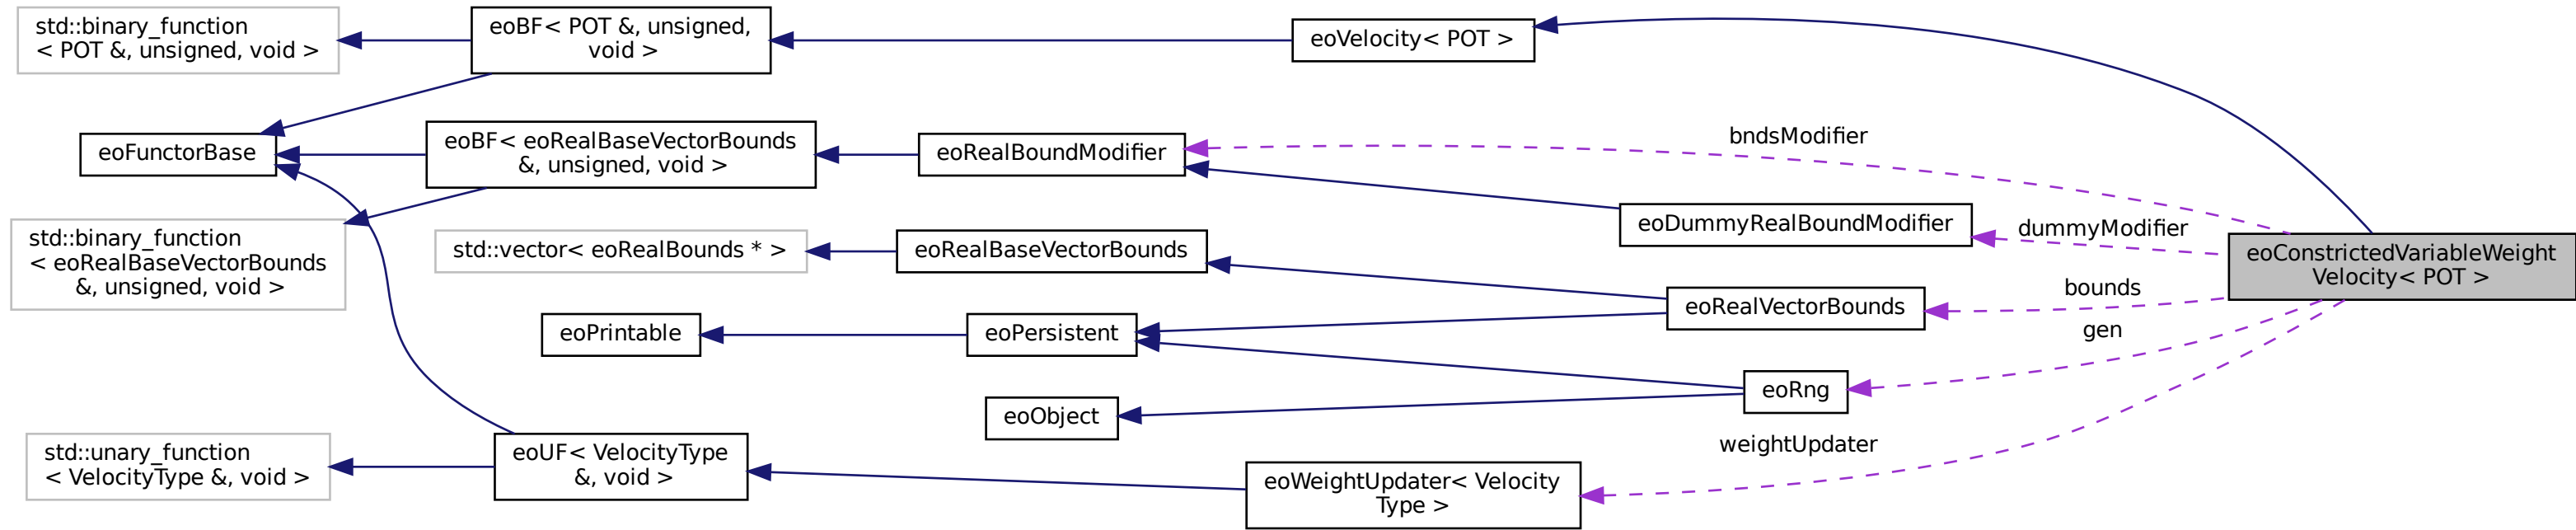 std::binary_function
< POT &, unsigned, void >
eoBF< POT &, unsigned,
void >
eoVelocity< POT >
eoFunctorBase
eoBF< eoRealBaseVectorBounds
&, unsigned, void >
eoRealBoundModifier
bndsModifier
eoDummyRealBoundModifier
dummyModifier
std::binary_function
< eoRealBaseVectorBounds
&, unsigned, void >
std::vector< eoRealBounds * >
eoRealBaseVectorBounds
eoConstrictedVariableWeight
Velocity< POT >
eoRealVectorBounds
bounds
gen
eoPrintable
eoPersistent
eoRng
eoObject
weightUpdater
std::unary_function
< VelocityType &, void >
eoUF< VelocityType
&, void >
eoWeightUpdater< Velocity
Type >